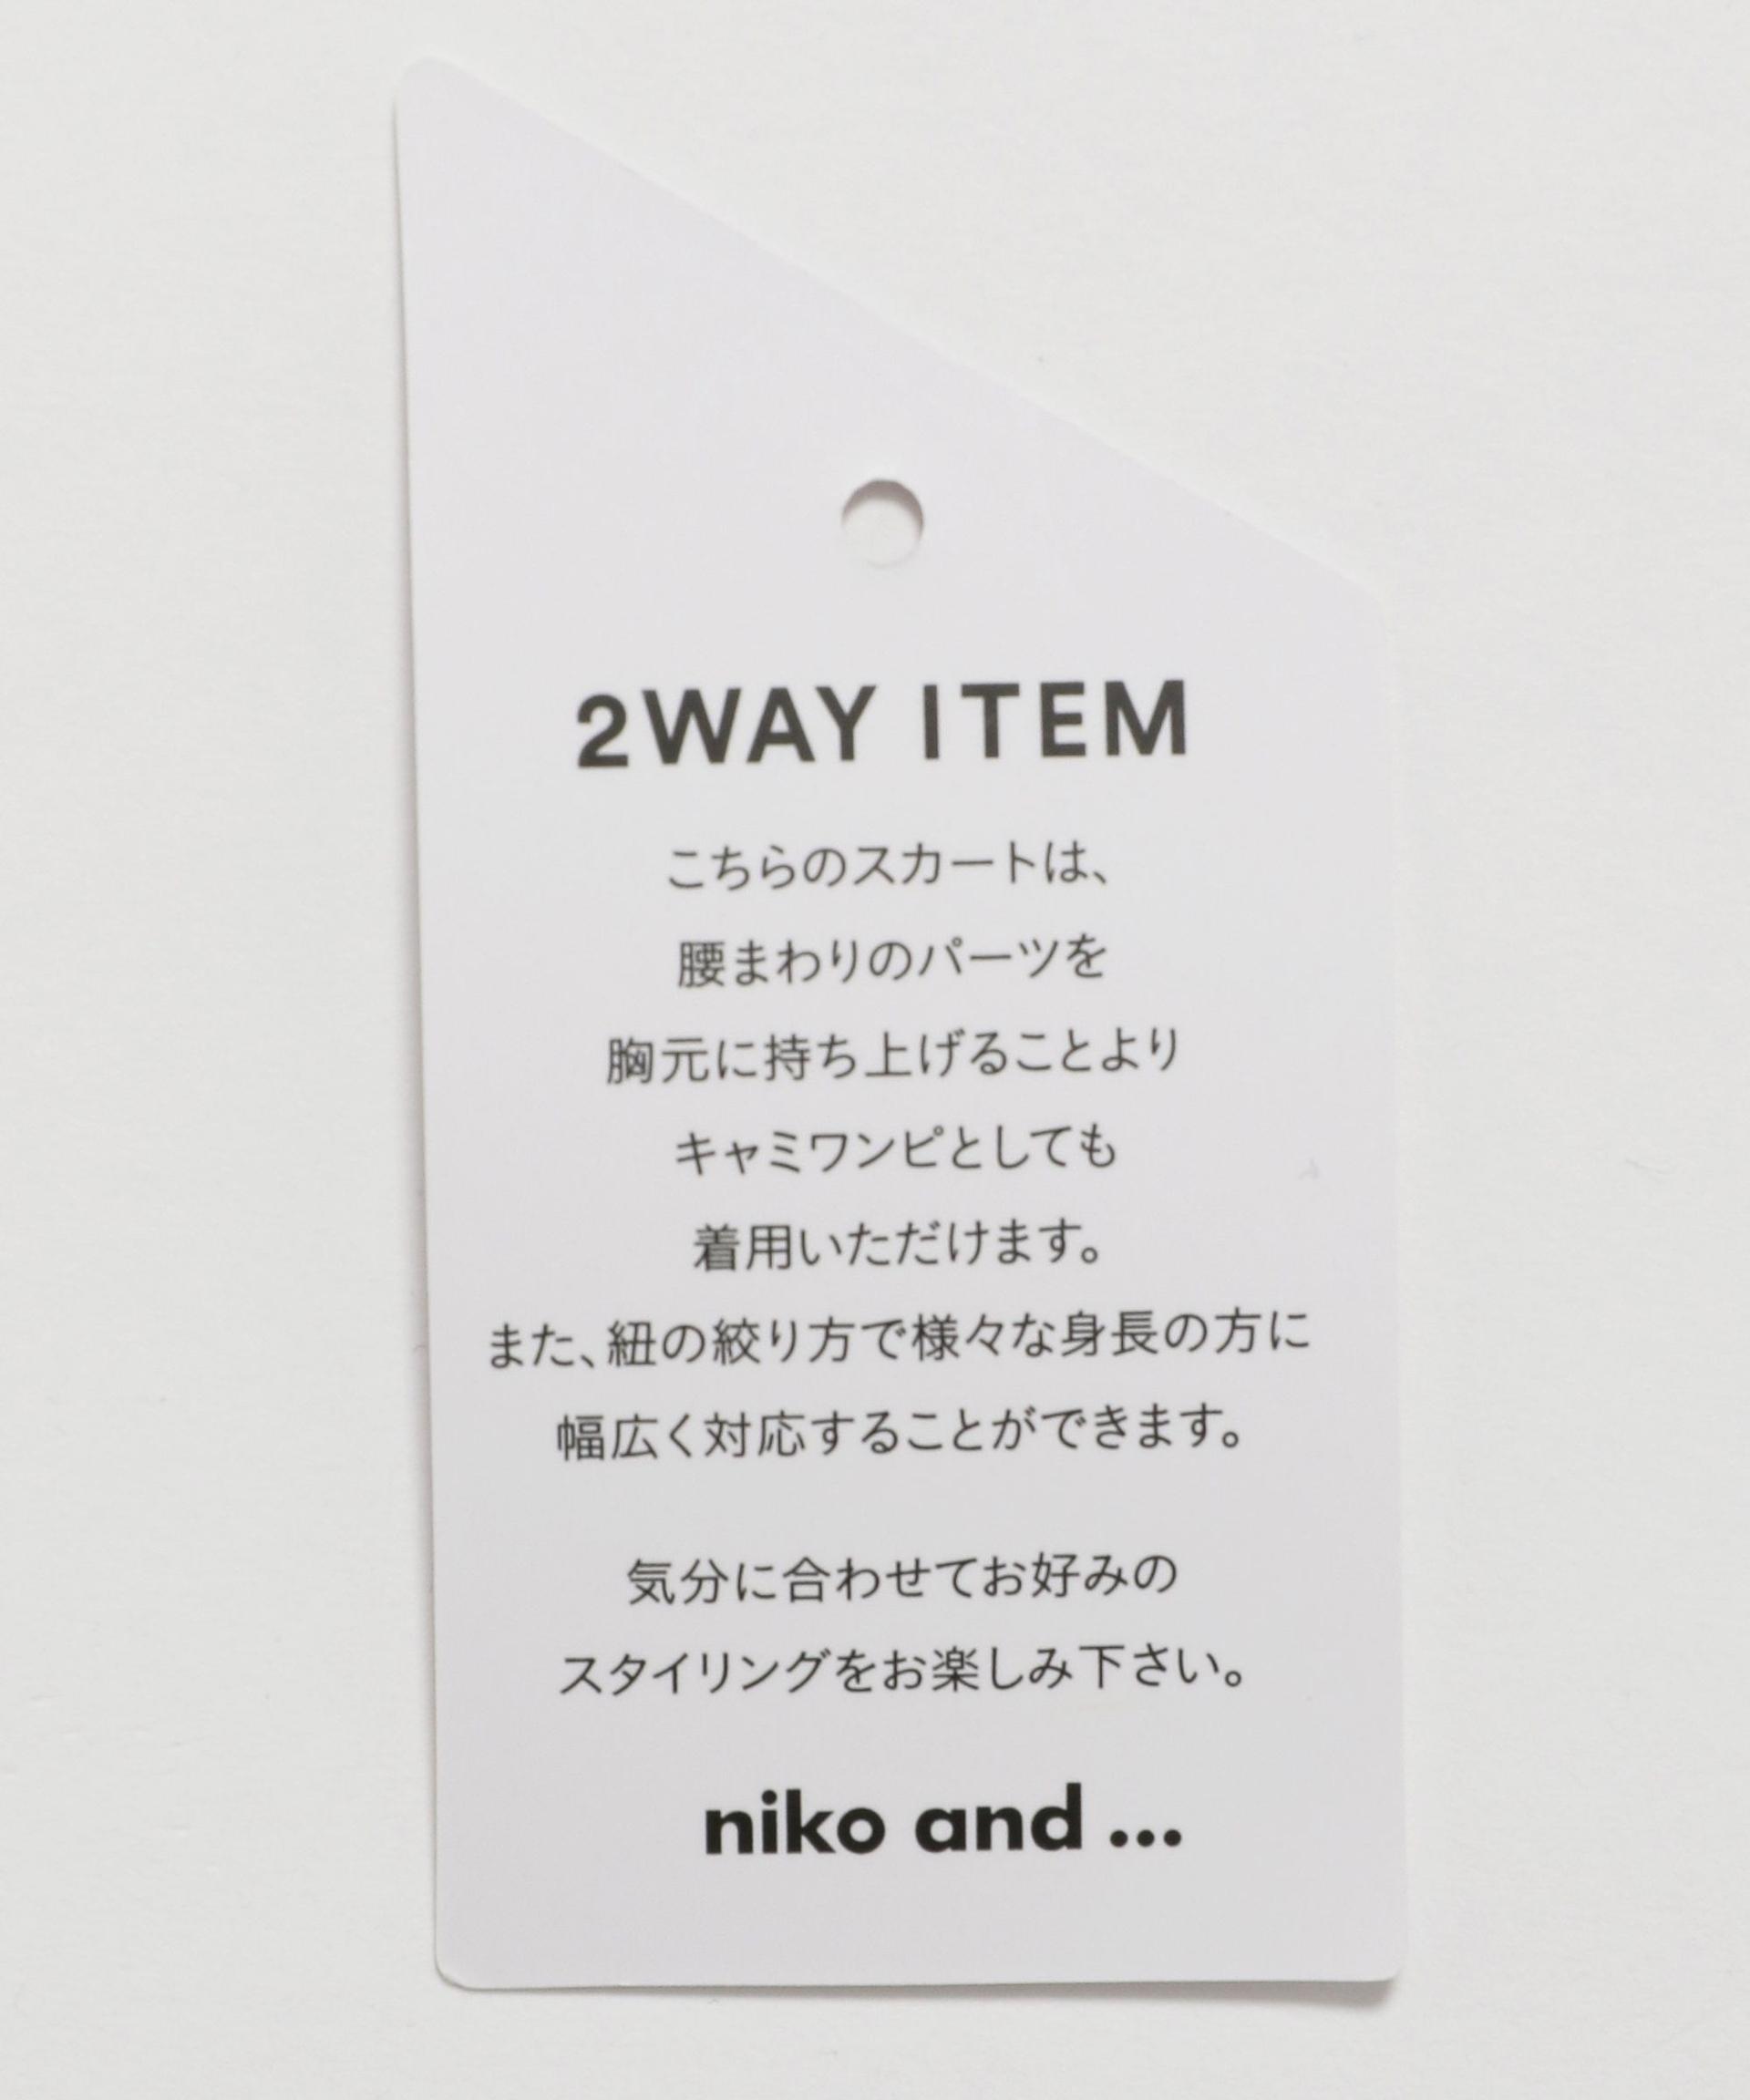 2WAY ITEM
こちらのスカートは、
腰まわりのパーツを
胸元に持ち上げることより
キャミワンピとしても
着用いただけます。
また、紐の絞り方で様々な身長の方に
幅広く対応することができます。
気分に合わせてお好みの
スタイリングをお楽しみ下さい。
niko and ...